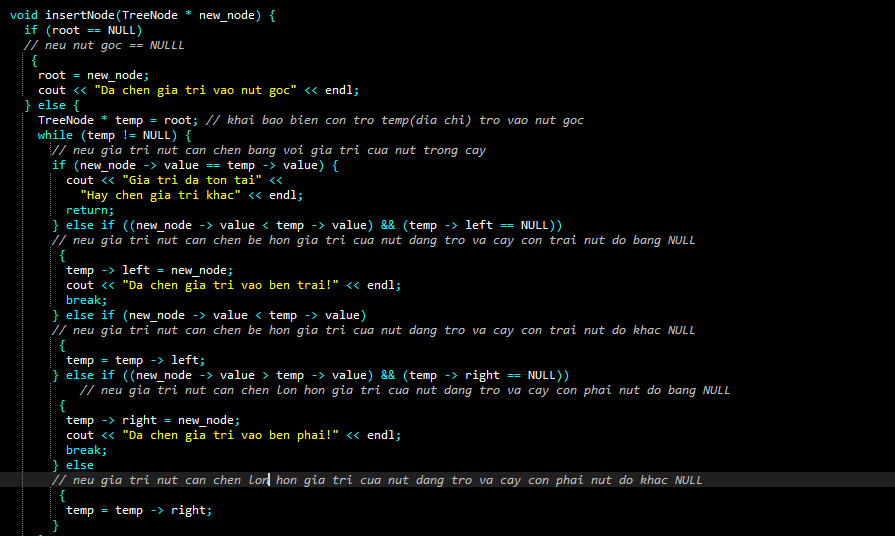 void insertNode(TreeNode * new_node) {
if (root == NULL)
// neu nut goc == NULLL
{
root = new_node;
cout << "Da chen gia tri vao nut goc" << endl;
} else {
TreeNode * temp = root; // khai bao bien con tro temp(dia chi) tro vao nut goc
while (temp != NULL) {
// neu gia tri nut can chen bang voi gia tri cua nut trong cay
if (new_node -> value == temp -> value) {
cout << "Gia tri da ton tai" <<
"Hay chen gia tri khac" << endl;
return;
} else if ((new_node -> value < temp -> value) && (temp -> left == NULL))
// neu gia tri nut can chen be hon gia tri cua nut dang tro va cay con trai nut do bang NULL
{
temp -> left = new_node;
cout << "Da chen gia tri vao ben trai!" << endl;
break;
} else if (new_node -> value < temp -> value)
// neu gia tri nut can chen be hon gia tri cua nut dang tro va cay con trai nut do khac NULL
{
temp = temp -> left;
} else if ((new_node -> value > temp -> value) && (temp -> right == NULL))
// neu gia tri nut can chen lon hon gia tri cua nut dang tro va cay con phai nut do bang NULL
{
temp -> right = new_node;
cout << "Da chen gia tri vao ben phai!" << endl;
break;
} else
// neu gia tri nut can chen lon hon gia tri cua nut dang tro va cay con phai nut do khac NULL
{
temp = temp -> right;
}